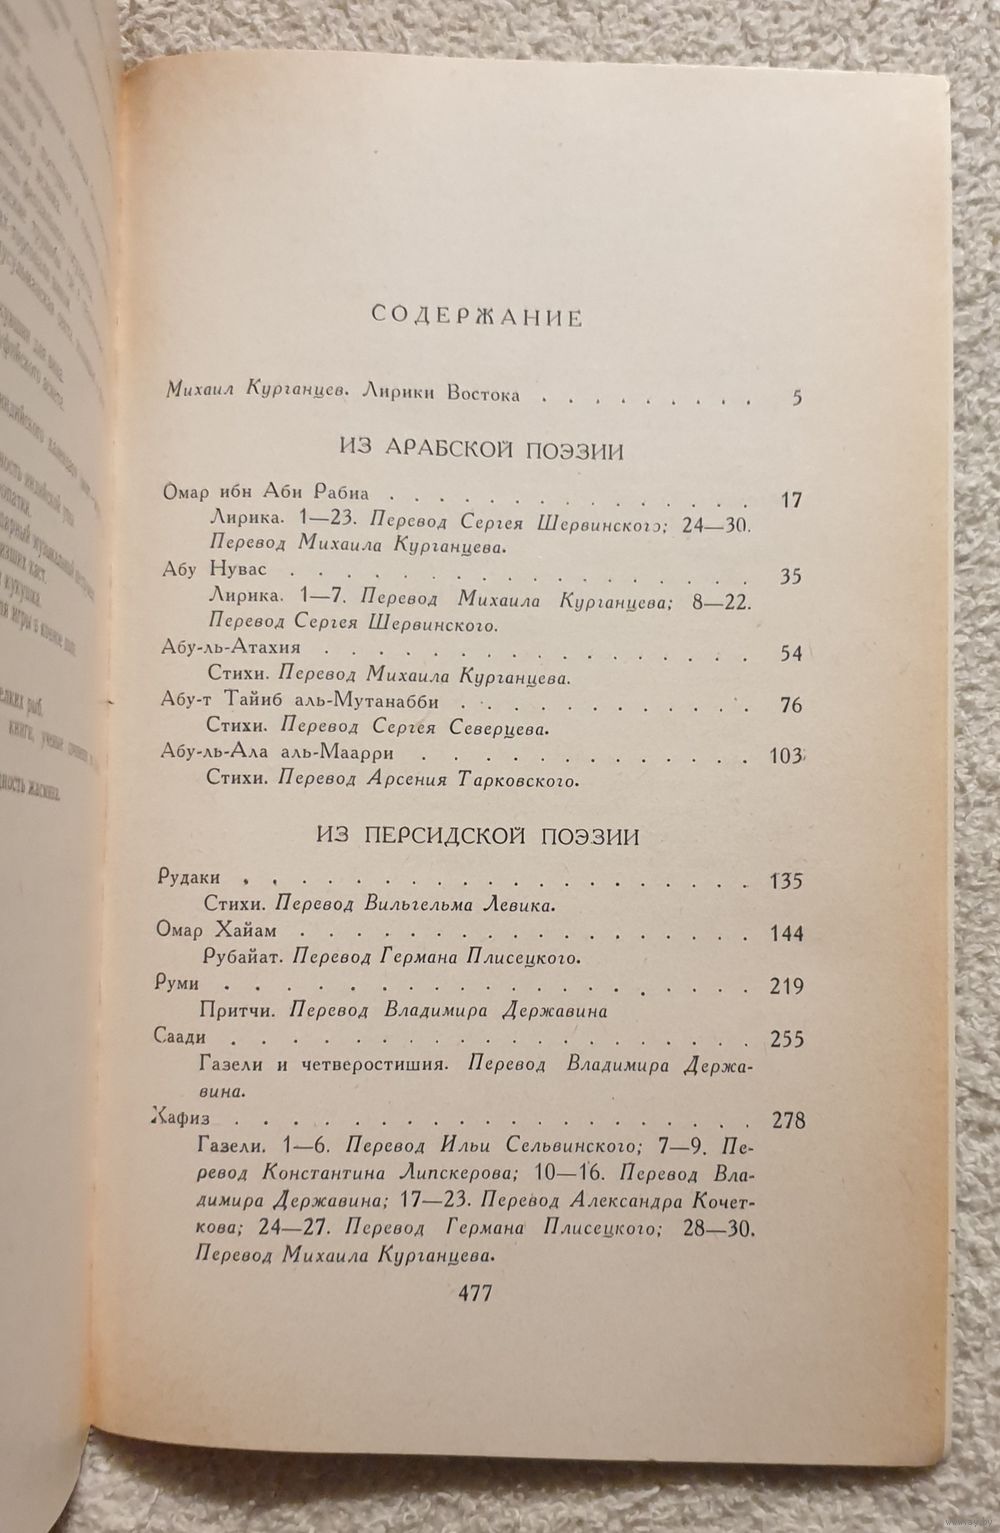 СОДЕРЖАНИЕ
Михаил Курганцев. Лирики Востока . . . . . . . . . 5
ИЗ АРАБСКОЙ ПОЭЗИИ
Омар ибн Аби Рабиа . . . . . . . . . . . . . . 17
Лирика. 1—23. Перевод Сергея Шервинского; 24—30.
Перевод Михаила Курганцева.
Абу Нувас . . . . . . . . . . . . . . . . . 35
Лирика. 1—7. Перевод Михаила Курганцева; 8—22.
Перевод Сергея Шервинского.
Абу-ль-Атахия . . . . . . . . . . . . . . . . 54
Стихи. Перевод Михаила Курганцева.
Абу-т Тайиб аль-Мутанабби . . . . . . . . . . . 76
Стихи. Перевод Сергея Северцева.
Абу-ль-Ала аль-Маарри . . . . . . . . . . . . 103
Стихи. Перевод Арсения Тарковского.
ИЗ ПЕРСИДСКОЙ ПОЭЗИИ
Рудаки . . . . . . . . . . . . . . . . . . 135
Стихи. Перевод Вильгельма Левика.
Омар Хайам . . . . . . . . . . . . . . . . 144
Рубайат. Перевод Германа Плисецкого.
Руми . . . . . . . . . . . . . . . . . . 219
Притчи. Перевод Владимира Державина
Саади . . . . . . . . . . . . . . . . . . 255
Газели и четверостишия. Перевод Владимира Держа-
вина.
Хафиз . . . . . . . . . . . . . . . . . . 278
Газели. 1—6. Перевод Ильи Сельвинского; 7—9. Пе-
ревод Константина Липскерова; 10—16. Перевод Вла-
димира Державина; 17—23. Перевод Александра Кочет-
кова; 24—27. Перевод Германа Плисецкого; 28—30.
Перевод Михаила Курганцева.
477